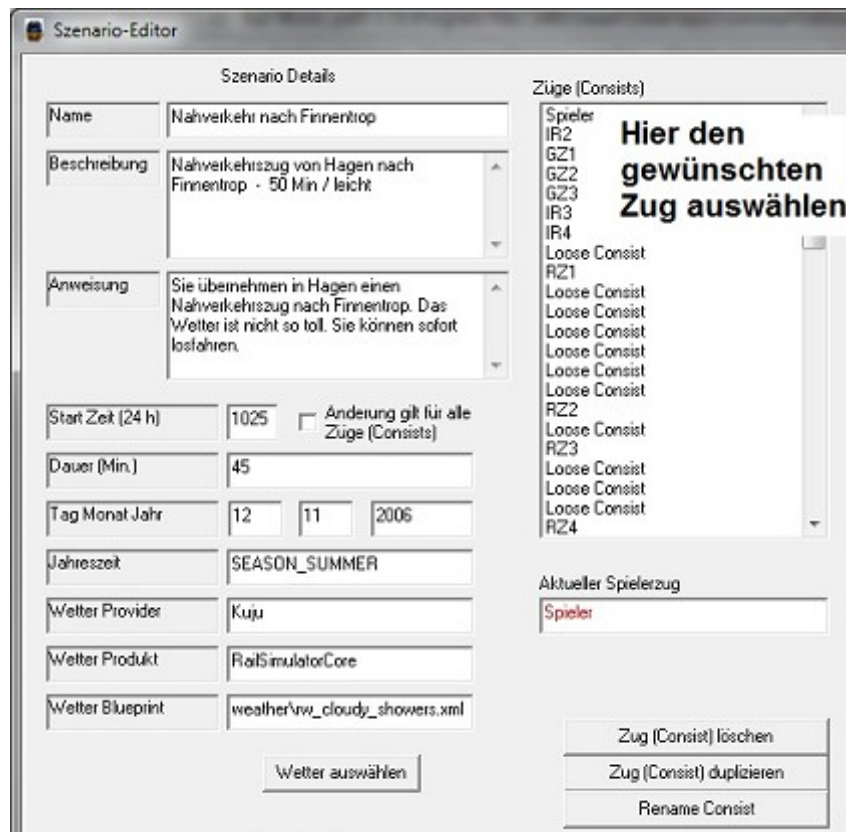 Szenario-Editor
Szenario Details
Name
Nahverkehr nach Finnentrop
Beschreibung
Nahverkehrszug von Hagen nach
Finnentrop - 50 Min / leicht
Anweisung
Sie übernehmen in Hagen einen
Nahverkehrszug nach Finnentrop. Das
Wetter ist nicht so toll. Sie können sofort
losfahren.
Start Zeit (24 h)
1025
Änderung gilt für alle
Züge (Consists)
Dauer (Min.)
45
Tag Monat Jahr
12
11
2006
Jahreszeit
SEASON_SUMMER
Wetter Provider
Kuju
Wetter Produkt
RailSimulatorCore
Wetter Blueprint
weather\rw_cloudy_showers.xml
Wetter auswählen
Züge (Consists)
Spieler
IR2
GZ1
GZ2
GZ3
IR3
IR4
Loose Consist
RZ1
Loose Consist
Loose Consist
Loose Consist
Loose Consist
Loose Consist
Loose Consist
RZ2
Loose Consist
RZ3
Loose Consist
Loose Consist
Loose Consist
RZ4
Hier den
gewünschten
Zug auswählen
Aktueller Spielerzug
Spieler
Zug (Consist) löschen
Zug (Consist) duplizieren
Rename Consist